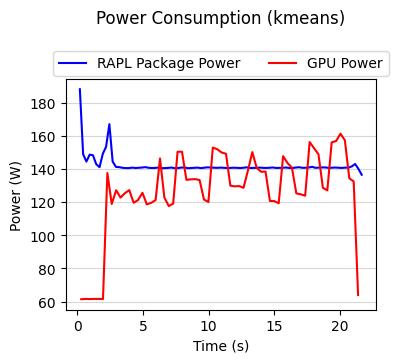 Power Consumption (kmeans)
RAPL Package Power
GPU Power
180
160
140
120
100
80
60
Power (W)
0
5
10
15
20
Time (s)